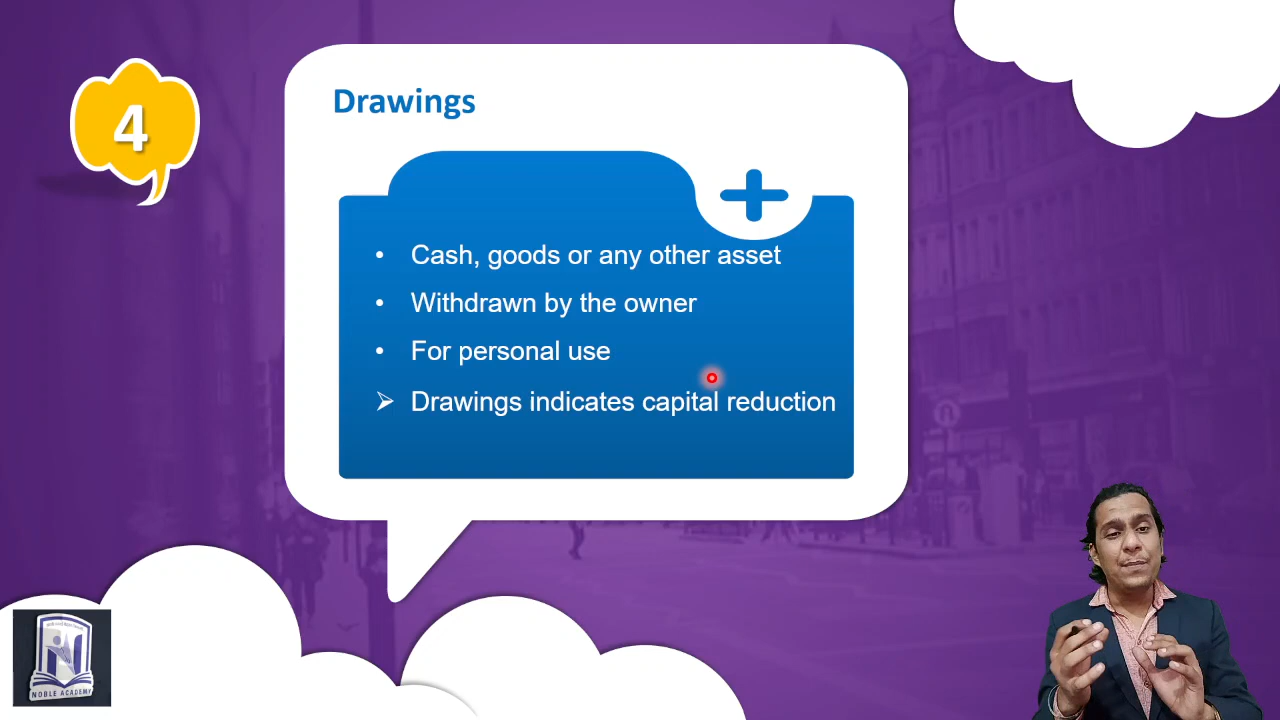 4
Drawings
• Cash, goods or any other asset
• Withdrawn by the owner
• For personal use
➢ Drawings indicates capital reduction
NOBLE ACADEMY